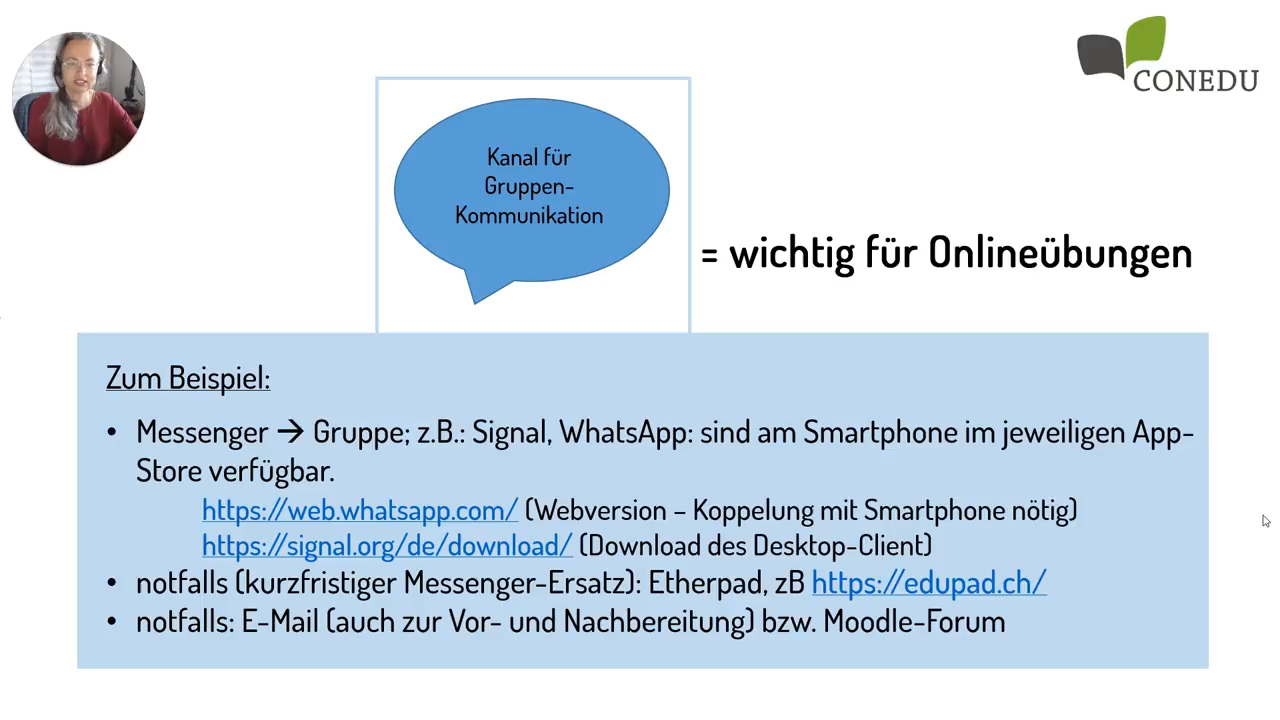 CONEDU
Kanal für
Gruppen-
Kommunikation
= wichtig für Onlineübungen
Zum Beispiel:
• Messenger → Gruppe; z.B.: Signal, WhatsApp: sind am Smartphone im jeweiligen App-
Store verfügbar.
https://web.whatsapp.com/ (Webversion – Koppelung mit Smartphone nötig)
https://signal.org/de/download/ (Download des Desktop-Client)
• notfalls (kurzfristiger Messenger-Ersatz): Etherpad, zB https://edupad.ch/
• notfalls: E-Mail (auch zur Vor- und Nachbereitung) bzw. Moodle-Forum